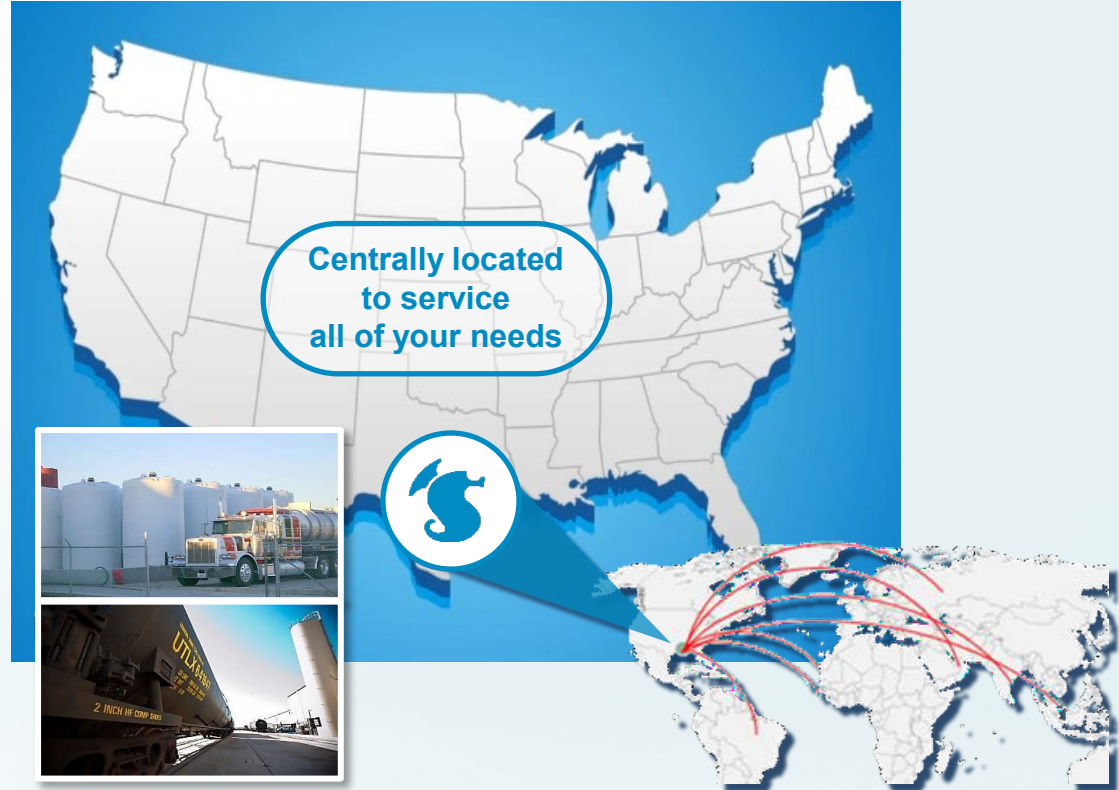 Centrally located
to service
all of your needs
UTLX
2 INCH HF COMP SHOES